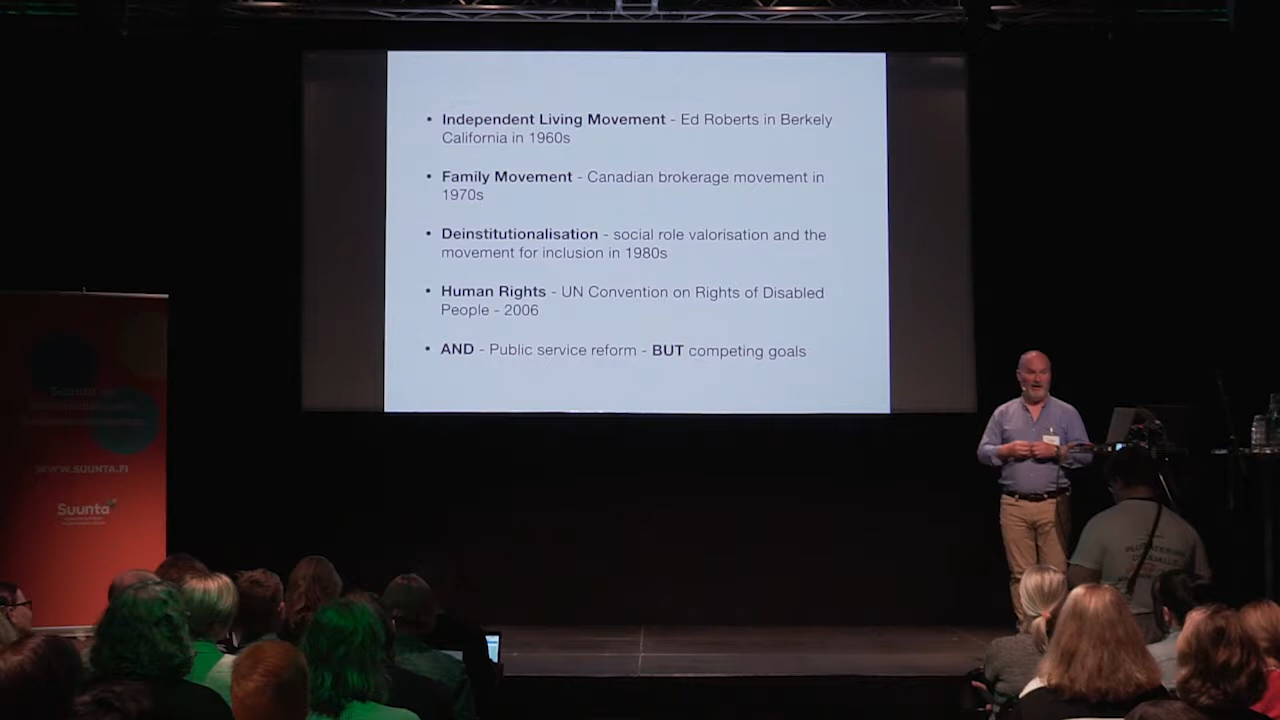 • Independent Living Movement - Ed Roberts in Berkely
California in 1960s
• Family Movement - Canadian brokerage movement in
1970s
• Deinstitutionalisation - social role valorisation and the
movement for inclusion in 1980s
• Human Rights - UN Convention on Rights of Disabled
People - 2006
• AND - Public service reform - BUT competing goals
WWW.SUUNTA.FI
Suunta